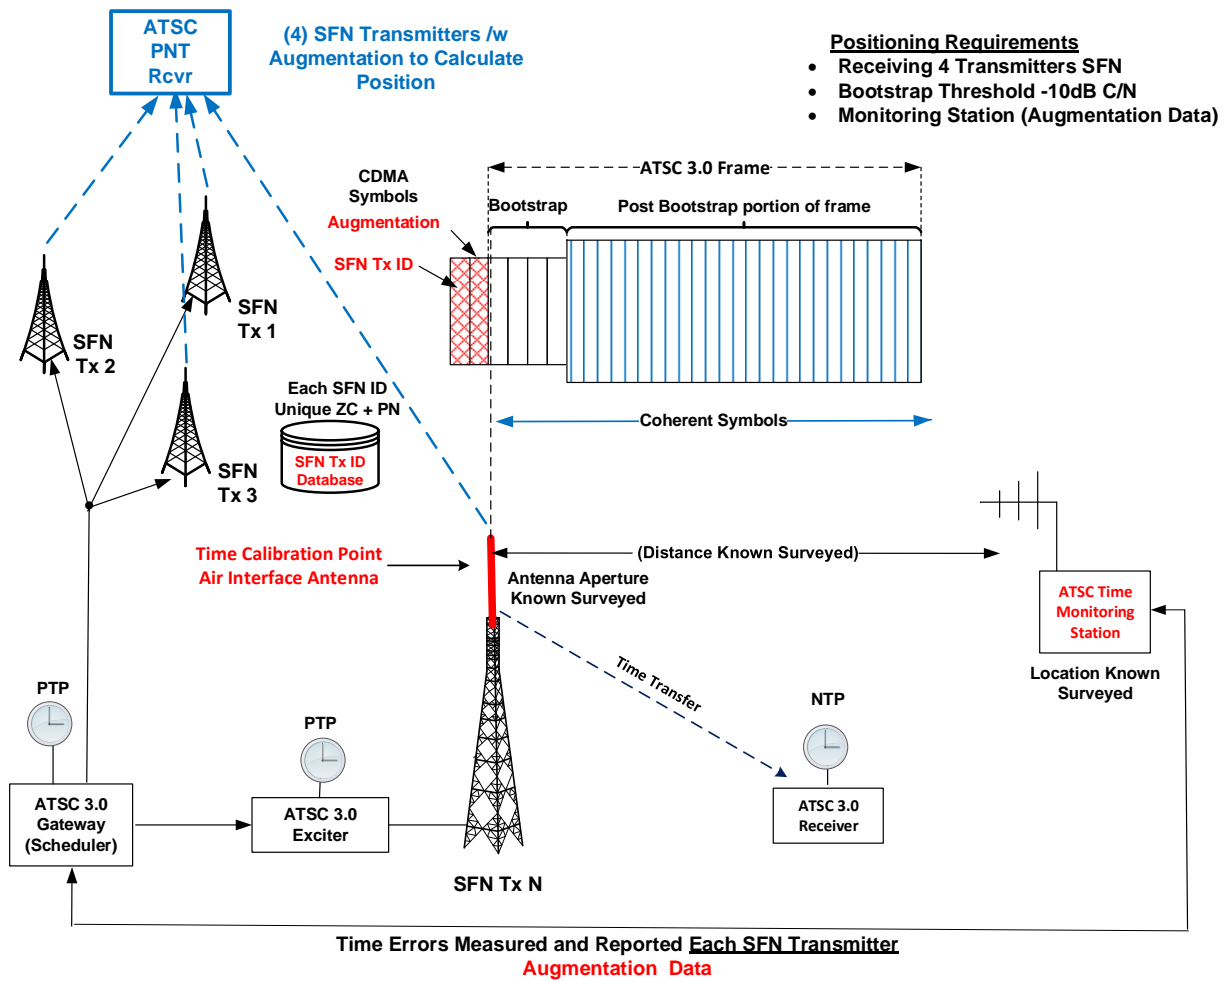 ATSC
PNT
Rcvr
(4) SFN Transmitters /w
Augmentation to Calculate
Position
Positioning Requirements
• Receiving 4 Transmitters SFN
• Bootstrap Threshold -10dB C/N
• Monitoring Station (Augmentation Data)
ATSC 3.0 Frame
CDMA
Symbols
Augmentation
SFN Tx ID
Bootstrap
Post Bootstrap portion of frame
SFN
Tx 1
SFN
Tx 2
SFN
Tx 3
Each SFN ID
Unique ZC + PN
SFN Tx ID
Database
Coherent Symbols
Time Calibration Point
Air Interface Antenna
(Distance Known Surveyed)
Antenna Aperture
Known Surveyed
ATSC Time
Monitoring
Station
Location Known
Surveyed
Time Transfer
PTP
PTP
NTP
ATSC 3.0
Gateway
(Scheduler)
ATSC 3.0
Exciter
ATSC 3.0
Receiver
SFN Tx N
Time Errors Measured and Reported Each SFN Transmitter
Augmentation Data